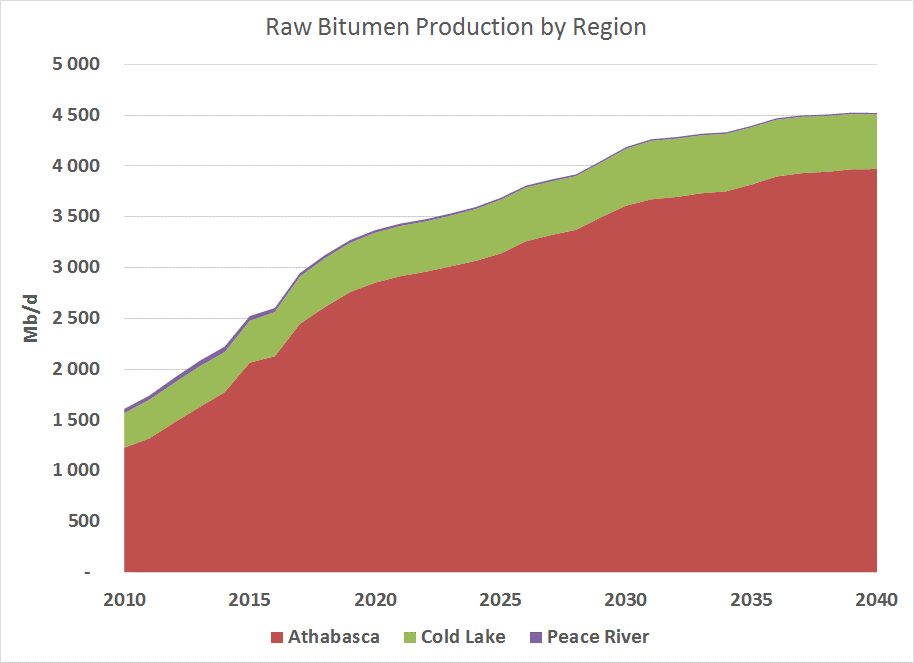 Raw Bitumen Production by Region
5 000
4 500
4 000
3 500
3 000
2 500
2 000
1 500
1 000
500
-
Mb/d
2010 2015 2020 2025 2030 2035 2040
Athabasca Cold Lake Peace River